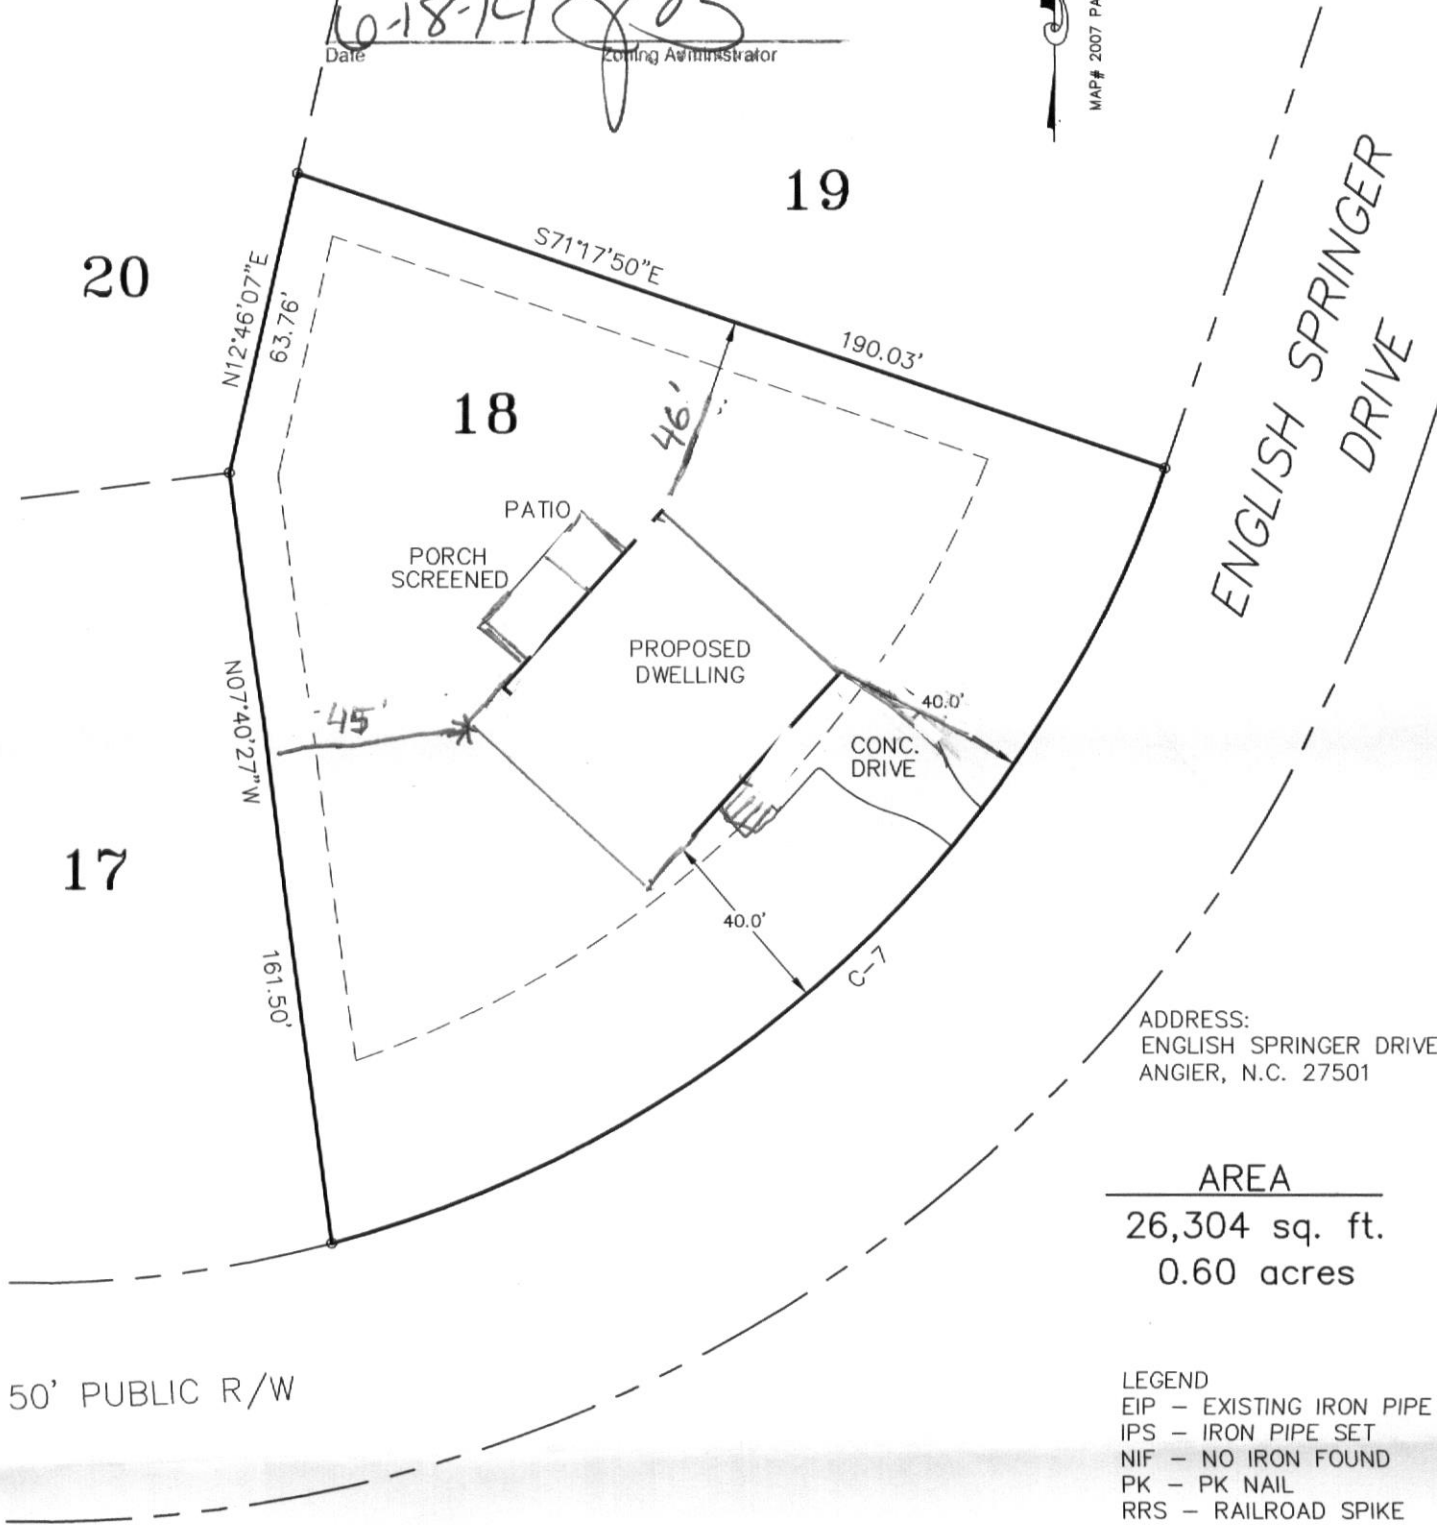 6-18-14
Date
Zoning Administrator
MAP# 2007 PA
19
20
S71°17'50"E
190.03'
N12°46'07"E
63.76'
ENGLISH SPRINGER
DRIVE
18
46'
PATIO
PORCH
SCREENED
PROPOSED
DWELLING
45'
40.0'
CONC.
DRIVE
N07°40'27"W
161.50'
17
40.0'
C-7
ADDRESS:
ENGLISH SPRINGER DRIVE
ANGIER, N.C. 27501
AREA
26,304 sq. ft.
0.60 acres
50' PUBLIC R/W
LEGEND
EIP – EXISTING IRON PIPE
IPS – IRON PIPE SET
NIF – NO IRON FOUND
PK – PK NAIL
RRS – RAILROAD SPIKE